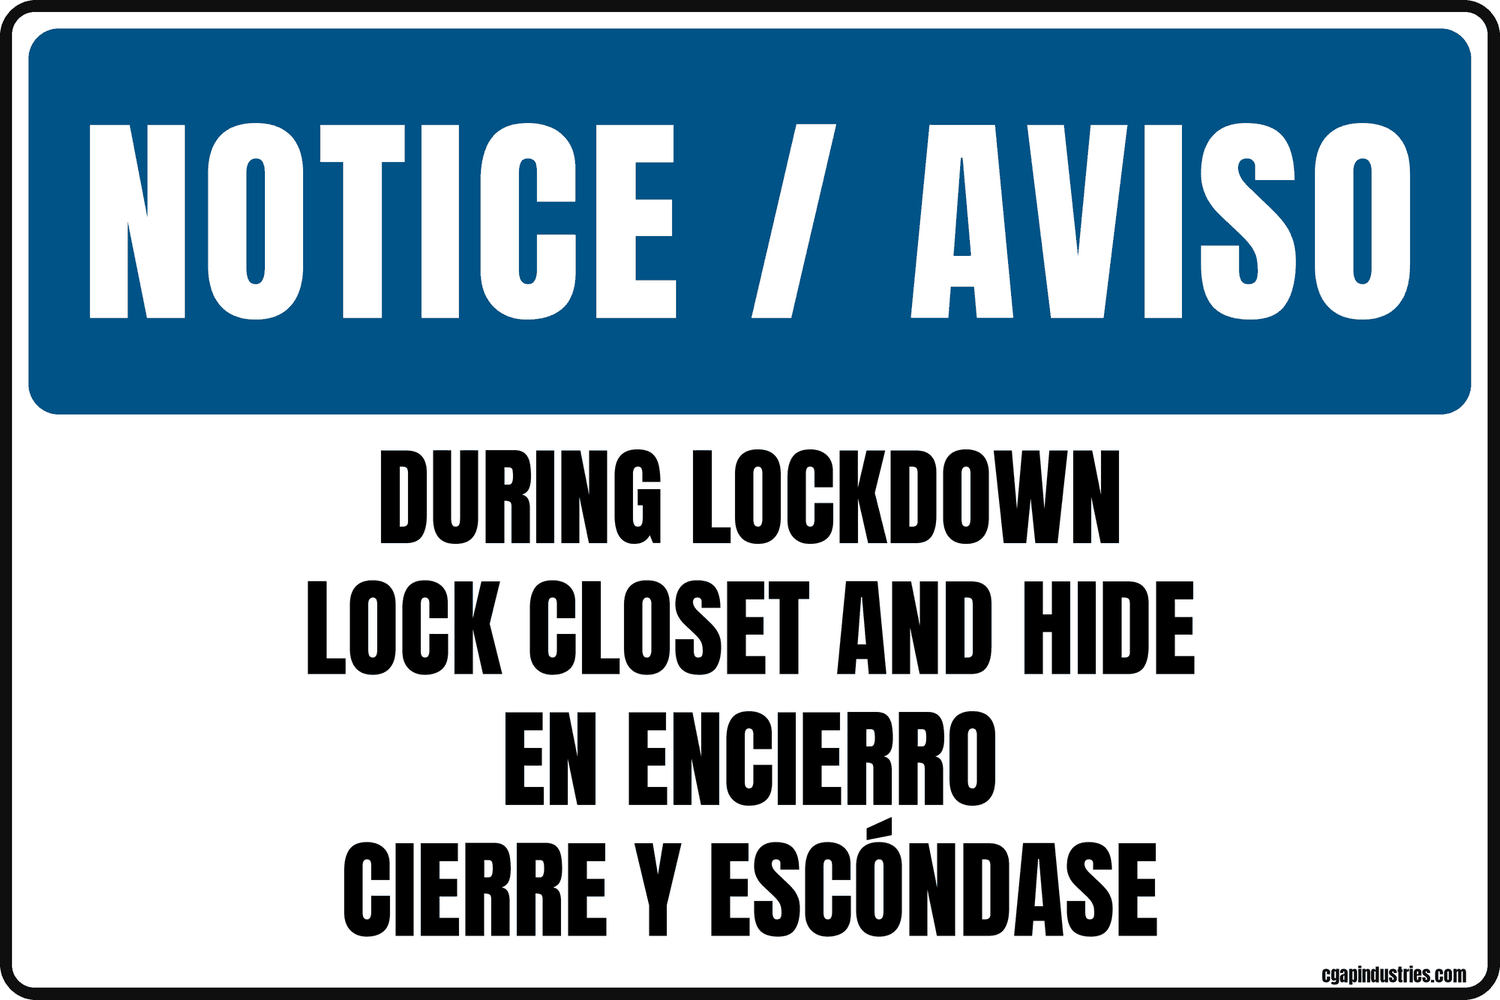 NOTICE / AVISO
DURING LOCKDOWN
LOCK CLOSET AND HIDE
EN ENCIERRO
CIERRE Y ESCÓNDASE
cgapindustries.com